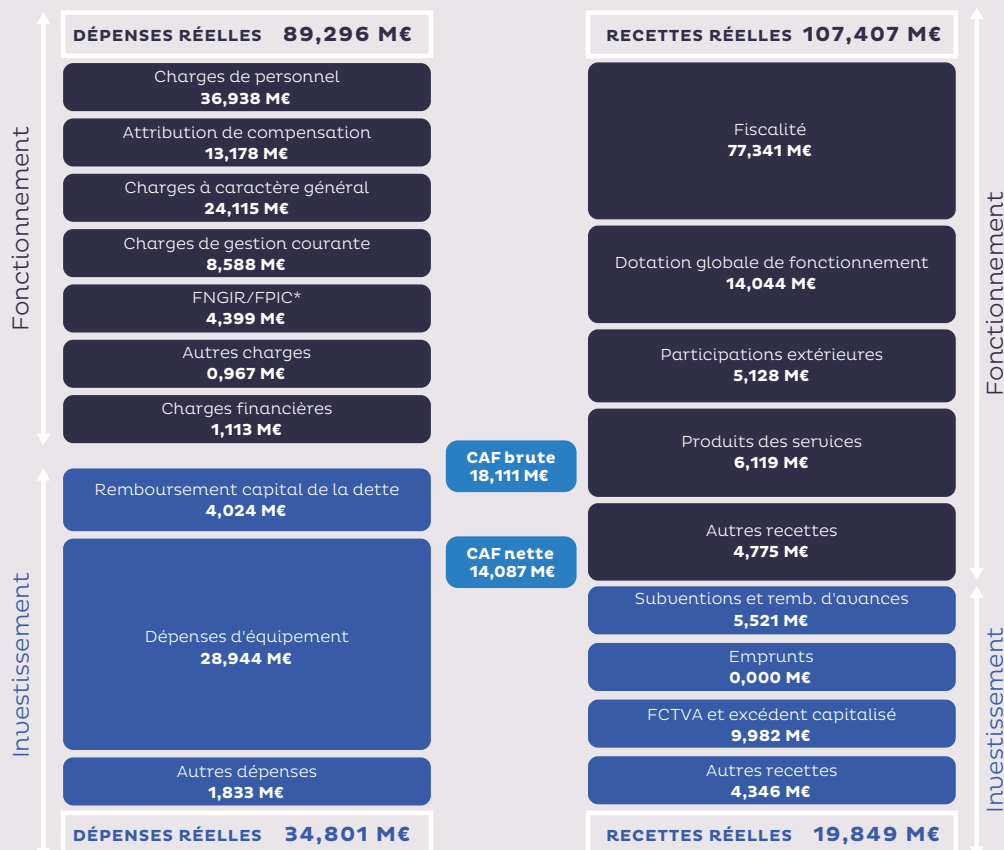 Fonctionnement
DÉPENSES RÉELLES 89,296 M€
Charges de personnel
36,938 M€
Attribution de compensation
13,178 M€
Charges à caractère général
24,115 M€
Charges de gestion courante
8,588 M€
FNGIR/FPIC*
4,399 M€
Autres charges
0,967 M€
Charges financières
1,113 M€
Investissement
Remboursement capital de la dette
4,024 M€
Dépenses d'équipement
28,944 M€
Autres dépenses
1,833 M€
DÉPENSES RÉELLES 34,801 M€
CAF brute
18,111 M€
CAF nette
14,087 M€
RECETTES RÉELLES 107,407 M€
Fiscalité
77,341 M€
Dotation globale de fonctionnement
14,044 M€
Participations extérieures
5,128 M€
Produits des services
6,119 M€
Autres recettes
4,775 M€
Fonctionnement
Subventions et remb. d'avances
5,521 M€
Emprunts
0,000 M€
FCTVA et excédent capitalisé
9,982 M€
Autres recettes
4,346 M€
RECETTES RÉELLES 19,849 M€
Investissement